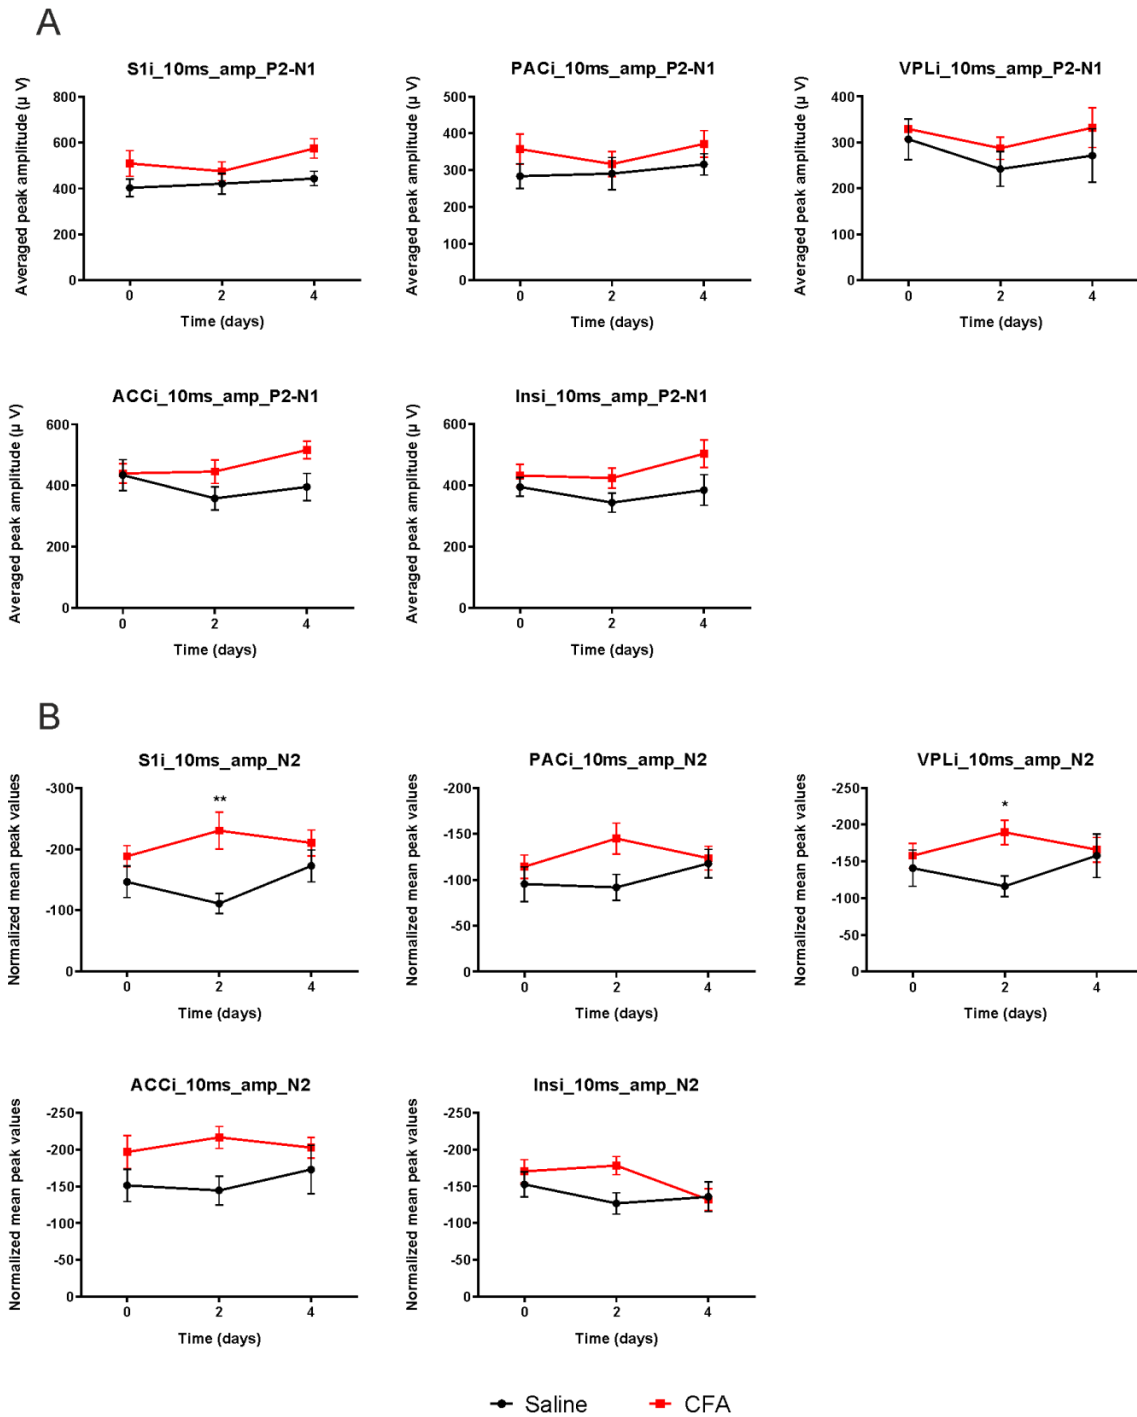 A
S1i_10ms_amp_P2-N1
Averaged peak amplitude (µ V)
800
600
400
200
0
0 2 4
Time (days)
PACi_10ms_amp_P2-N1
Averaged peak amplitude (µ V)
500
400
300
200
100
0
0 2 4
Time (days)
VPLi_10ms_amp_P2-N1
Averaged peak amplitude (µ V)
400
300
200
100
0
0 2 4
Time (days)
ACCi_10ms_amp_P2-N1
Averaged peak amplitude (µ V)
600
400
200
0
0 2 4
Time (days)
Insi_10ms_amp_P2-N1
Averaged peak amplitude (µ V)
600
400
200
0
0 2 4
Time (days)
B
S1i_10ms_amp_N2
Normalized mean peak values
-300
-200
-100
0
**
0 2 4
Time (days)
PACi_10ms_amp_N2
Normalized mean peak values
-200
-150
-100
-50
0
0 2 4
Time (days)
VPLi_10ms_amp_N2
Normalized mean peak values
-250
-200
-150
-100
-50
0
*
0 2 4
Time (days)
ACCi_10ms_amp_N2
Normalized mean peak values
-250
-200
-150
-100
-50
0
0 2 4
Time (days)
Insi_10ms_amp_N2
Normalized mean peak values
-250
-200
-150
-100
-50
0
0 2 4
Time (days)
Saline CFA